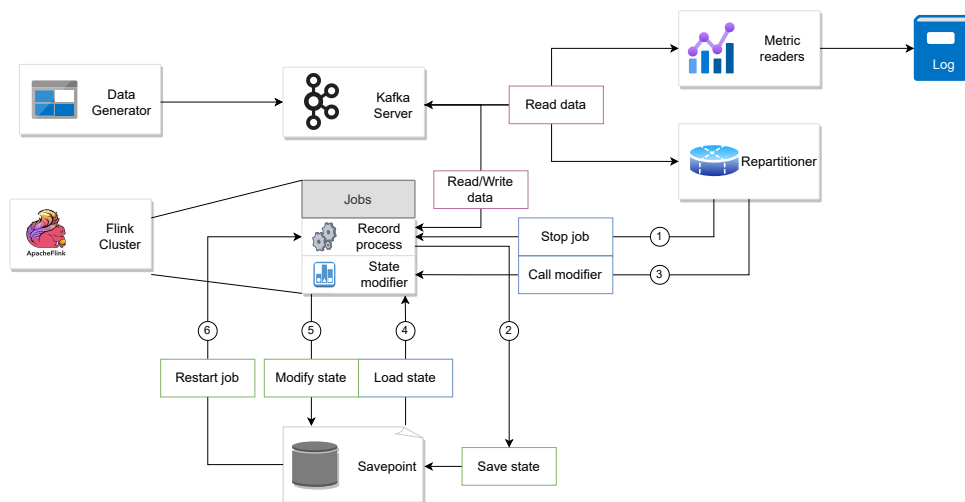 Metric
readers
Log
Data
Generator
Kafka
Server
Read data
Repartitioner
Read/Write
data
Jobs
Flink
Cluster
ApacheFlink
Record
process
Stop job
1
State
modifier
Call modifier
3
6
5
4
2
Restart job
Modify state
Load state
Savepoint
Save state